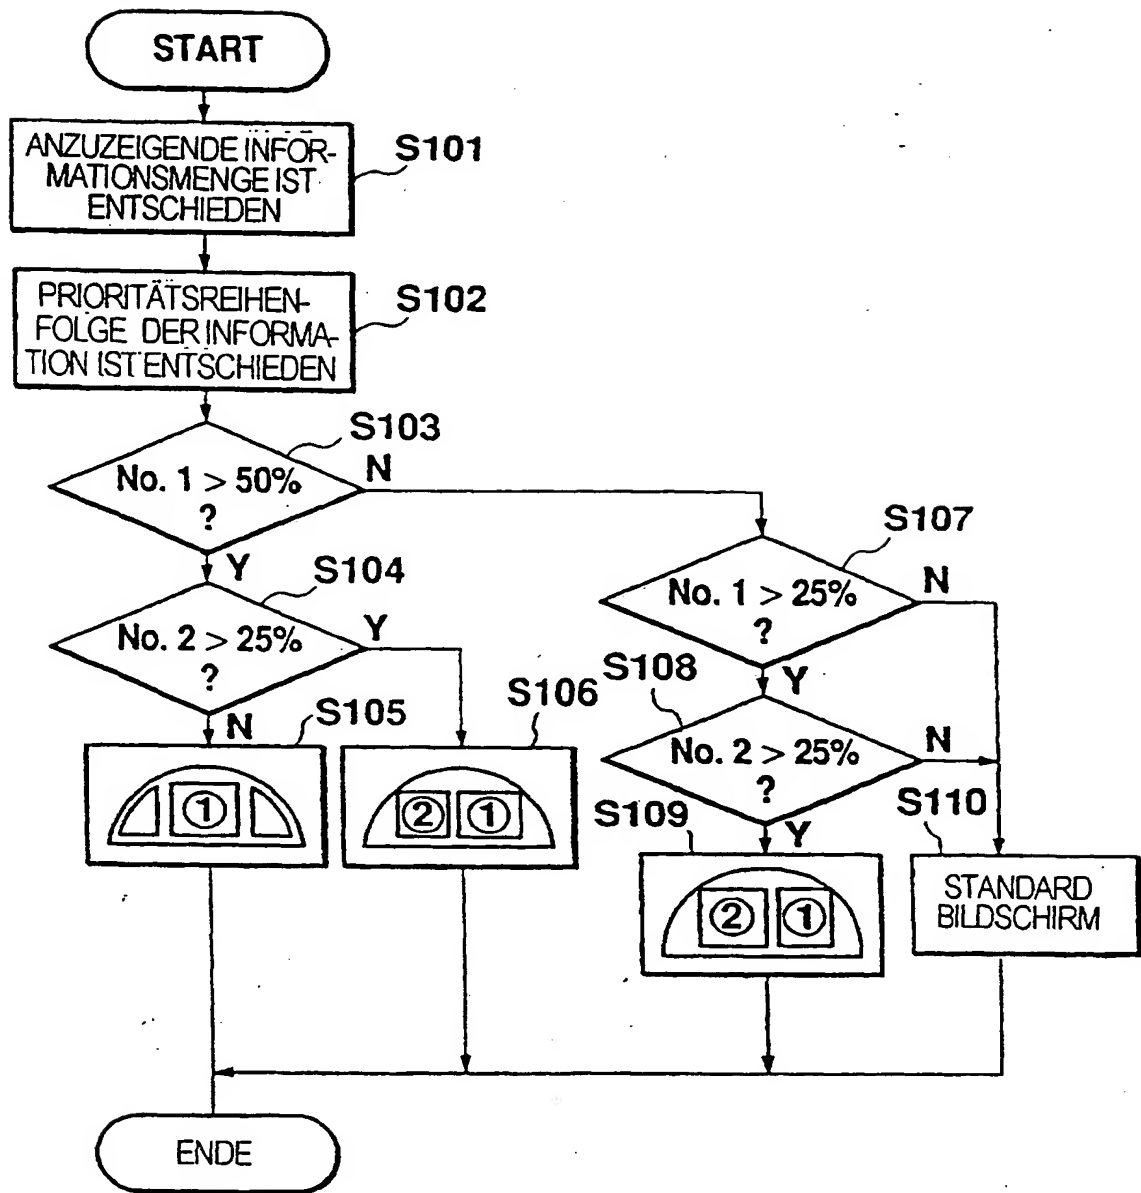 START
ANZUZEIGENDE INFOR-
MATIONSMENGE IST
ENTSCHIEDEN
S101
PRIORITÄTSREIHEN-
FOLGE DER INFORMA-
TION IST ENTSCHIEDEN
S102
S103
No. 1 > 50%
?
N
Y
S107
No. 1 > 25%
?
N
Y
S104
No. 2 > 25%
?
Y
N
S108
No. 2 > 25%
?
N
Y
S105
①
S106
② ①
S109
② ①
S110
STANDARD
BILDSCHIRM
ENDE